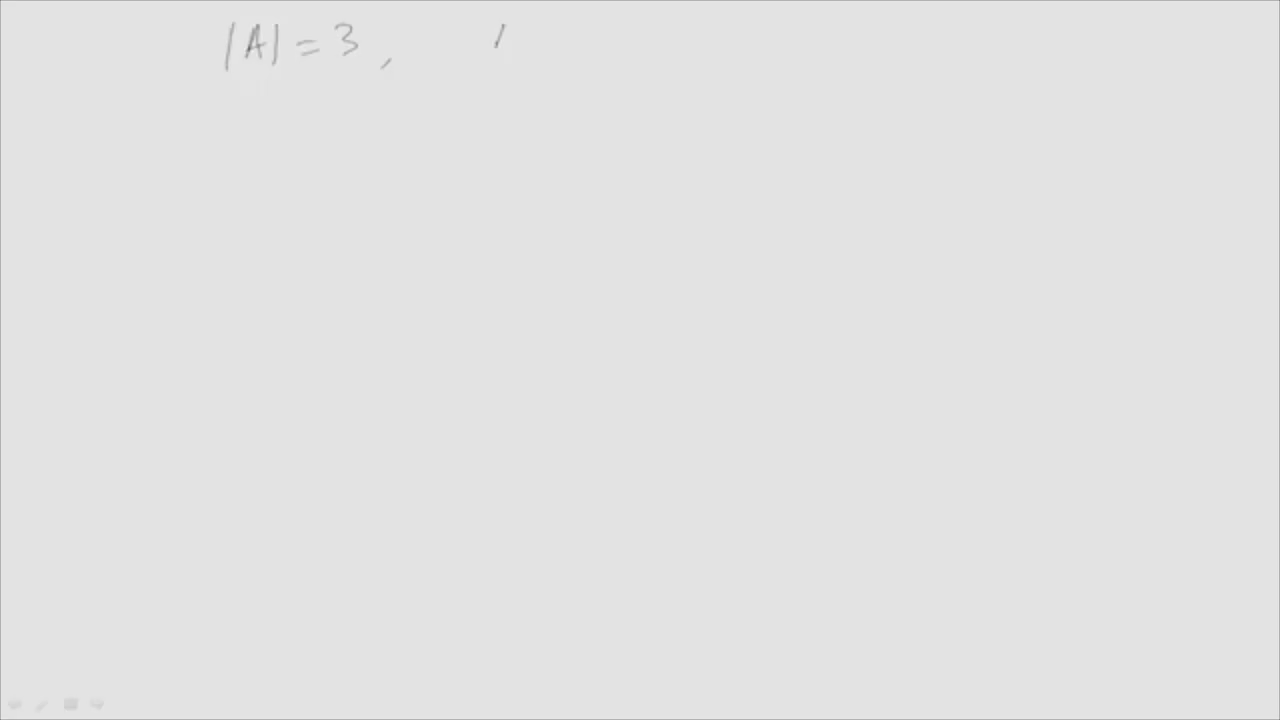 |A| = 3,